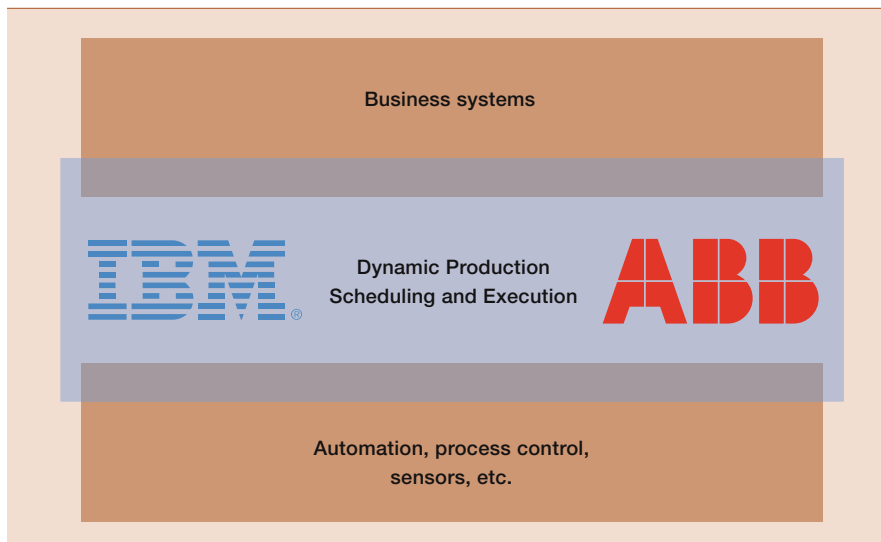 Business systems
IBM®
Dynamic Production
Scheduling and Execution
ABB
Automation, process control,
sensors, etc.